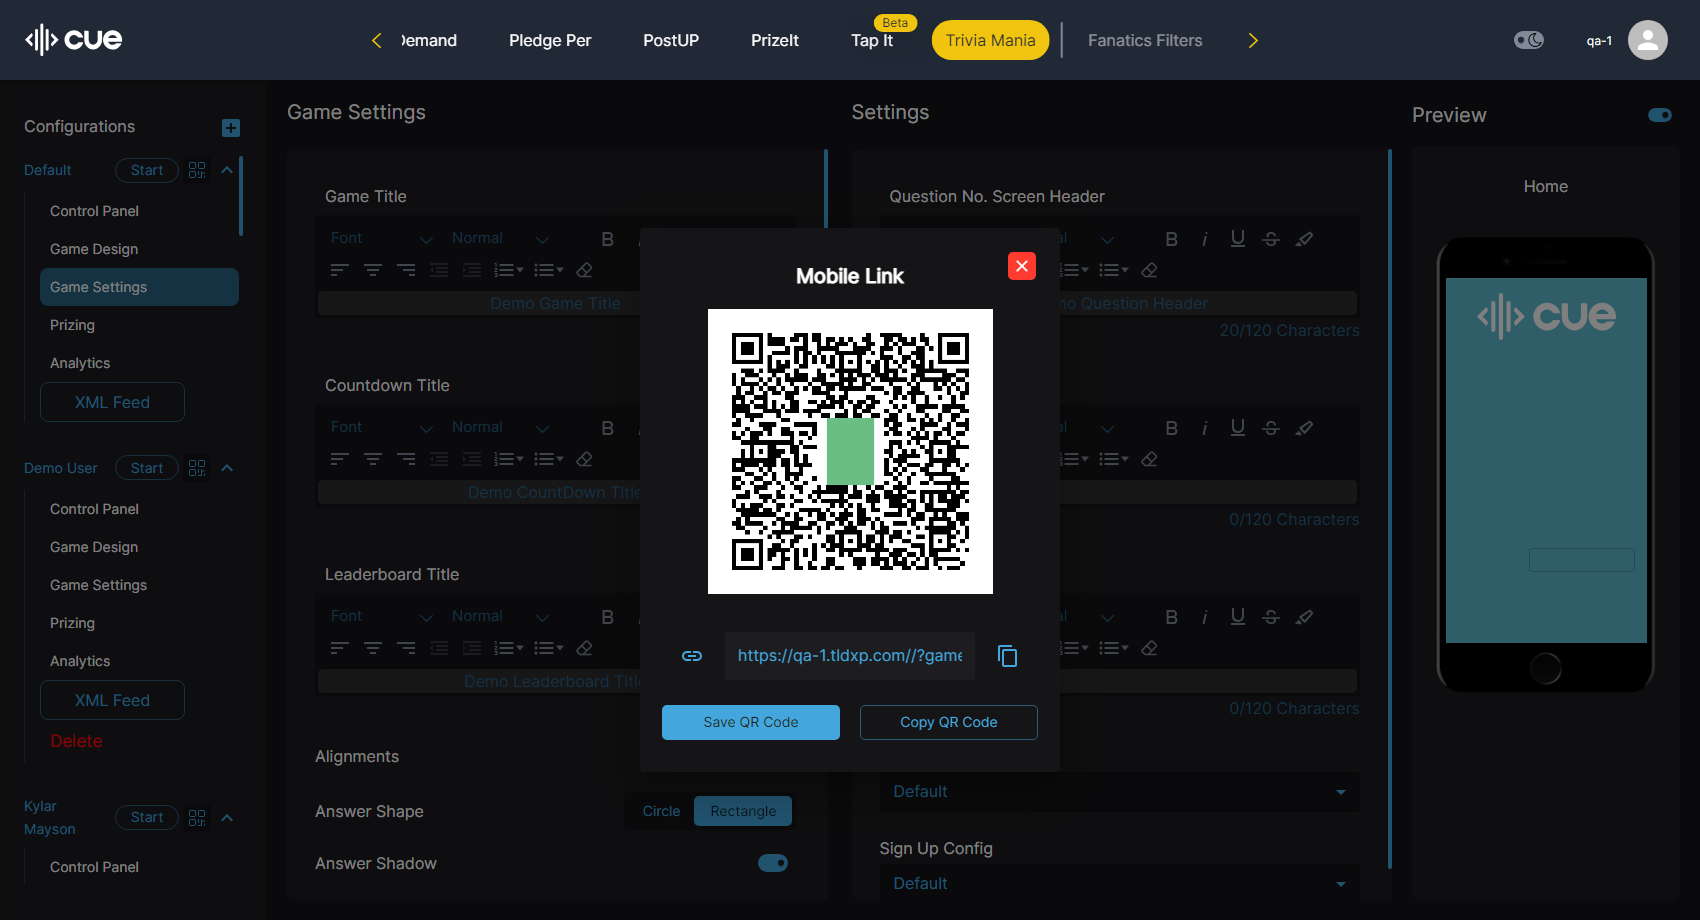 cue
Demand
Pledge Per
PostUP
PrizeIt
Tap It
Beta
Trivia Mania
Fanatics Filters
qa-1
Configurations
Default
Start
Control Panel
Game Design
Game Settings
Prizing
Analytics
XML Feed
Demo User
Start
Control Panel
Game Design
Game Settings
Prizing
Analytics
XML Feed
Delete
Kylar
Mayson
Start
Control Panel
Game Settings
Game Title
Font
Normal
B
Demo Game Title
Countdown Title
Font
Normal
B
Demo CountDown Title
Leaderboard Title
Font
Normal
B
Demo Leaderboard Title
Alignments
Answer Shape
Circle
Rectangle
Answer Shadow
Mobile Link
https://qa-1.tldxp.com//?game
Save QR Code
Copy QR Code
Settings
Question No. Screen Header
B i U S
Question Header
20/120 Characters
B i U S
0/120 Characters
B i U S
0/120 Characters
Default
Sign Up Config
Default
Preview
Home
cue